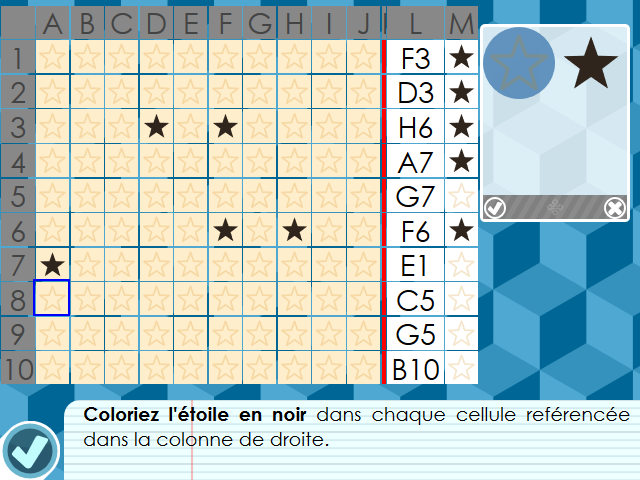 A B C D E F G H I J L M
1 F3
2 D3
3 H6
4 A7
5 G7
6 F6
7 E1
8 C5
9 G5
10 B10
Coloriez l'étoile en noir dans chaque cellule reférencée
dans la colonne de droite.